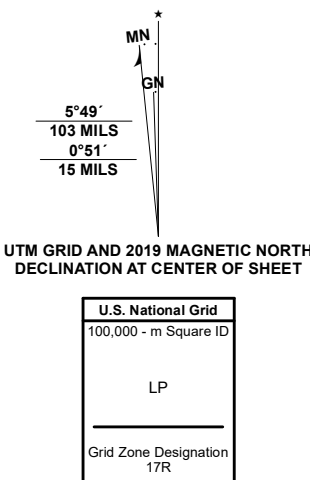 ★
MN
GN
5°49´
103 MILS
0°51´
15 MILS
UTM GRID AND 2019 MAGNETIC NORTH
DECLINATION AT CENTER OF SHEET
U.S. National Grid
100,000 - m Square ID
LP
Grid Zone Designation
17R